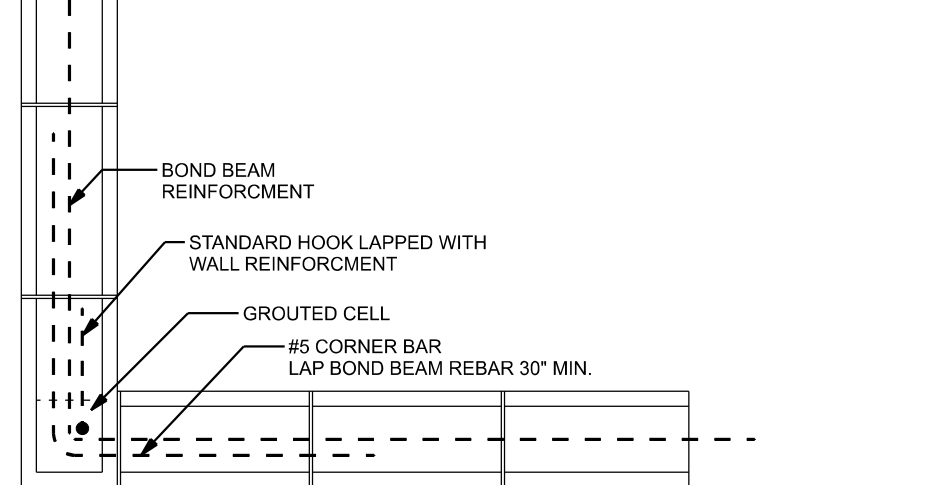 BOND BEAM
REINFORCMENT
STANDARD HOOK LAPPED WITH
WALL REINFORCMENT
GROUTED CELL
#5 CORNER BAR
LAP BOND BEAM REBAR 30" MIN.